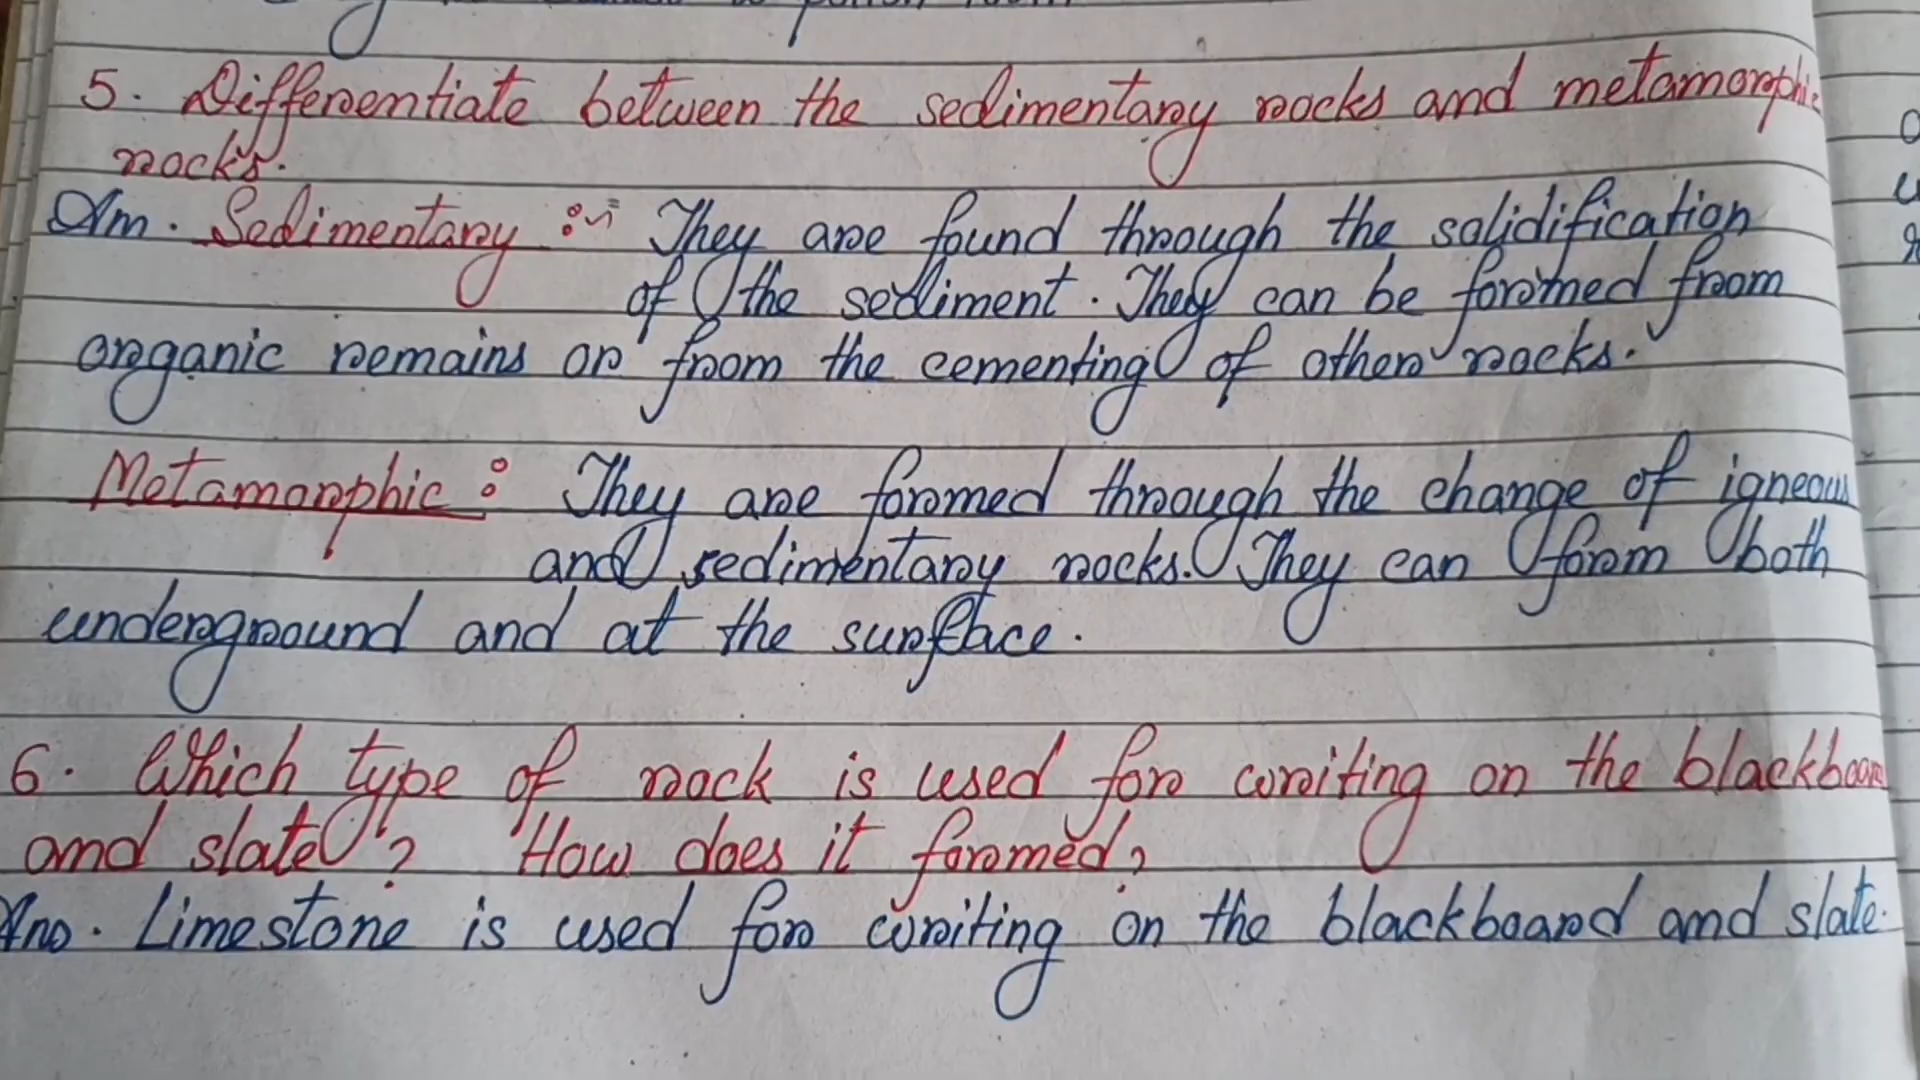 5. Differentiate between the sedimentary rocks and metamorphic
rocks.
Ans. Sedimentary :- They are found through the solidification
of the sediment. They can be formed from
organic remains or from the cementing of other rocks.
Metamorphic : They are formed through the change of igneous
and sedimentary rocks. They can form both
underground and at the surface.
6. Which type of rock is used for writing on the blackboard
and slate? How does it formed?
Ans. Limestone is used for writing on the blackboard and slate.